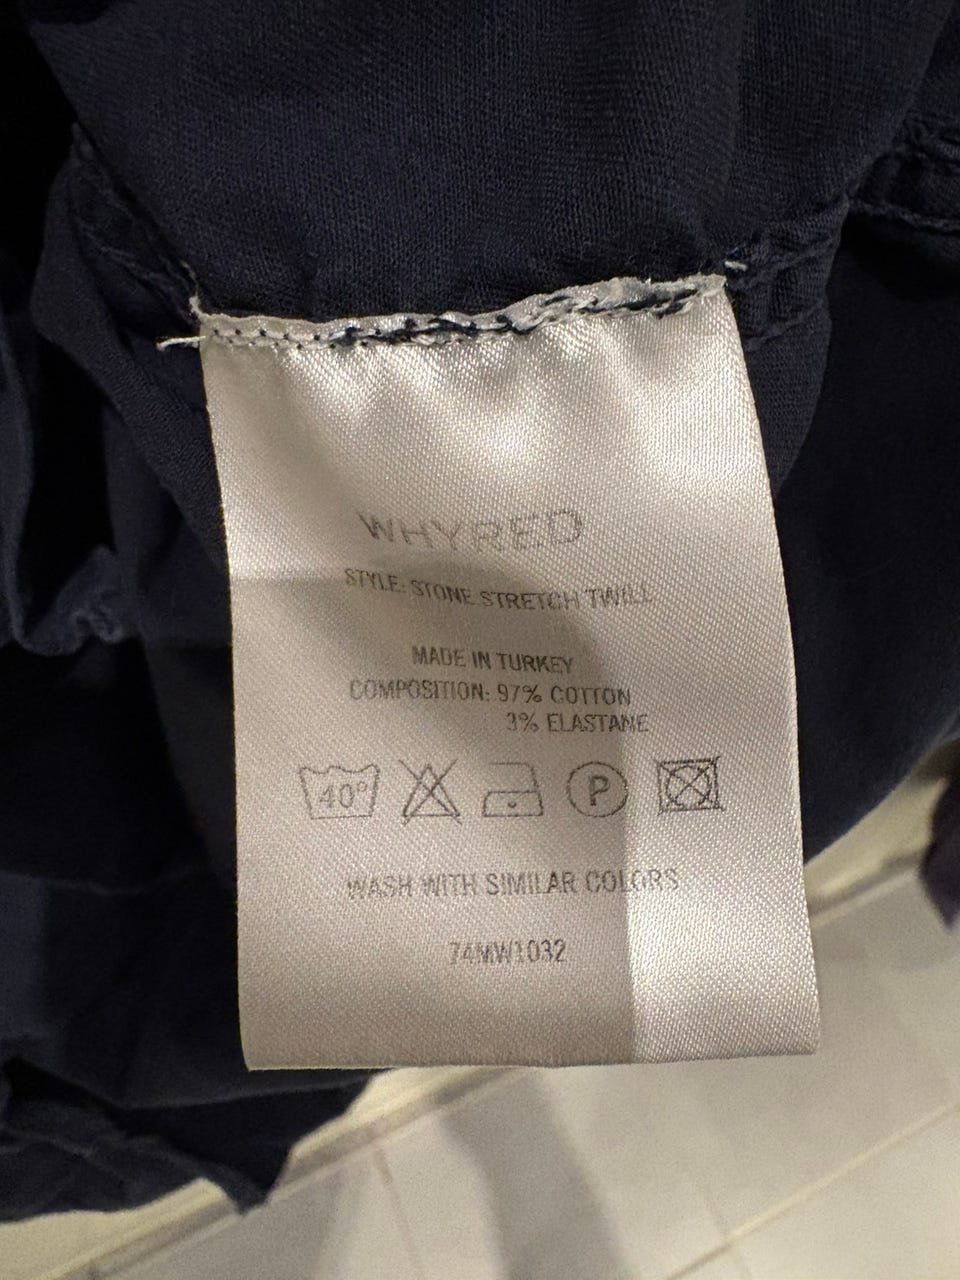 WHYRED
STYLE: STONE STRETCH TWILL
MADE IN TURKEY
COMPOSITION: 97% COTTON
3% ELASTANE
40° P
WASH WITH SIMILAR COLORS
74MW1032